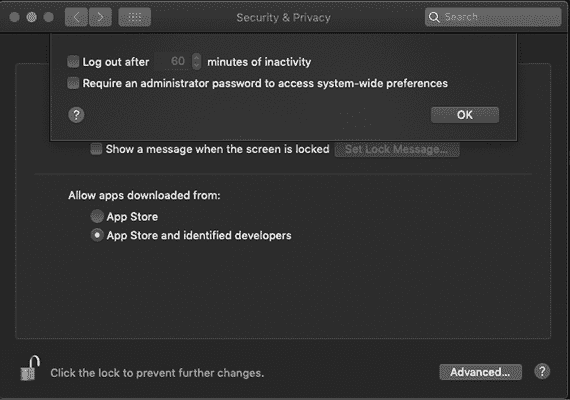 Security & Privacy
Search
Log out after 60 minutes of inactivity
Require an administrator password to access system-wide preferences
?
OK
Show a message when the screen is locked Set Lock Message...
Allow apps downloaded from:
App Store
App Store and identified developers
Click the lock to prevent further changes.
Advanced...
?